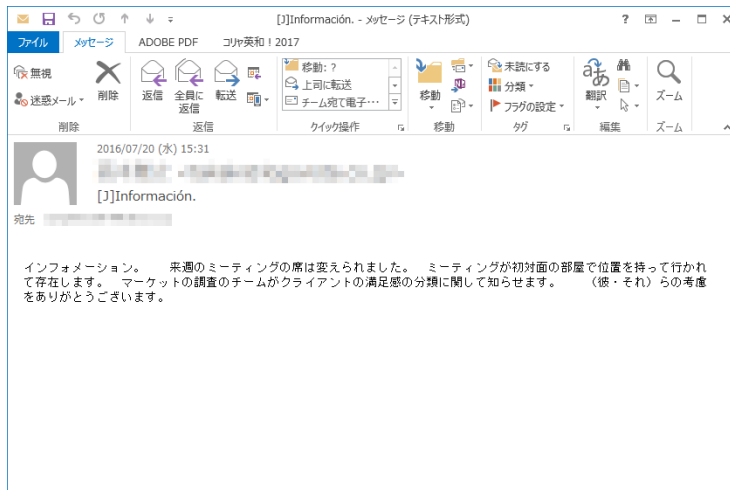 [J]Información. - メッセージ (テキスト形式)
ファイル メッセージ ADOBE PDF コリャ英和！2017
無視
迷惑メール
削除
返信
全員に返信
転送
移動: ?
上司に転送
チーム宛て電子…
移動
未読にする
分類
フラグの設定
翻訳
ズーム
削除 返信 クイック操作 移動 タグ 編集 ズーム
2016/07/20 (水) 15:31
[J]Información.
宛先
インフォメーション。 来週のミーティングの席は変えられました。 ミーティングが初対面の部屋で位置を持って行かれ
て存在します。 マーケットの調査のチームがクライアントの満足感の分類に関して知らせます。 （彼・それ）らの考慮
をありがとうございます。